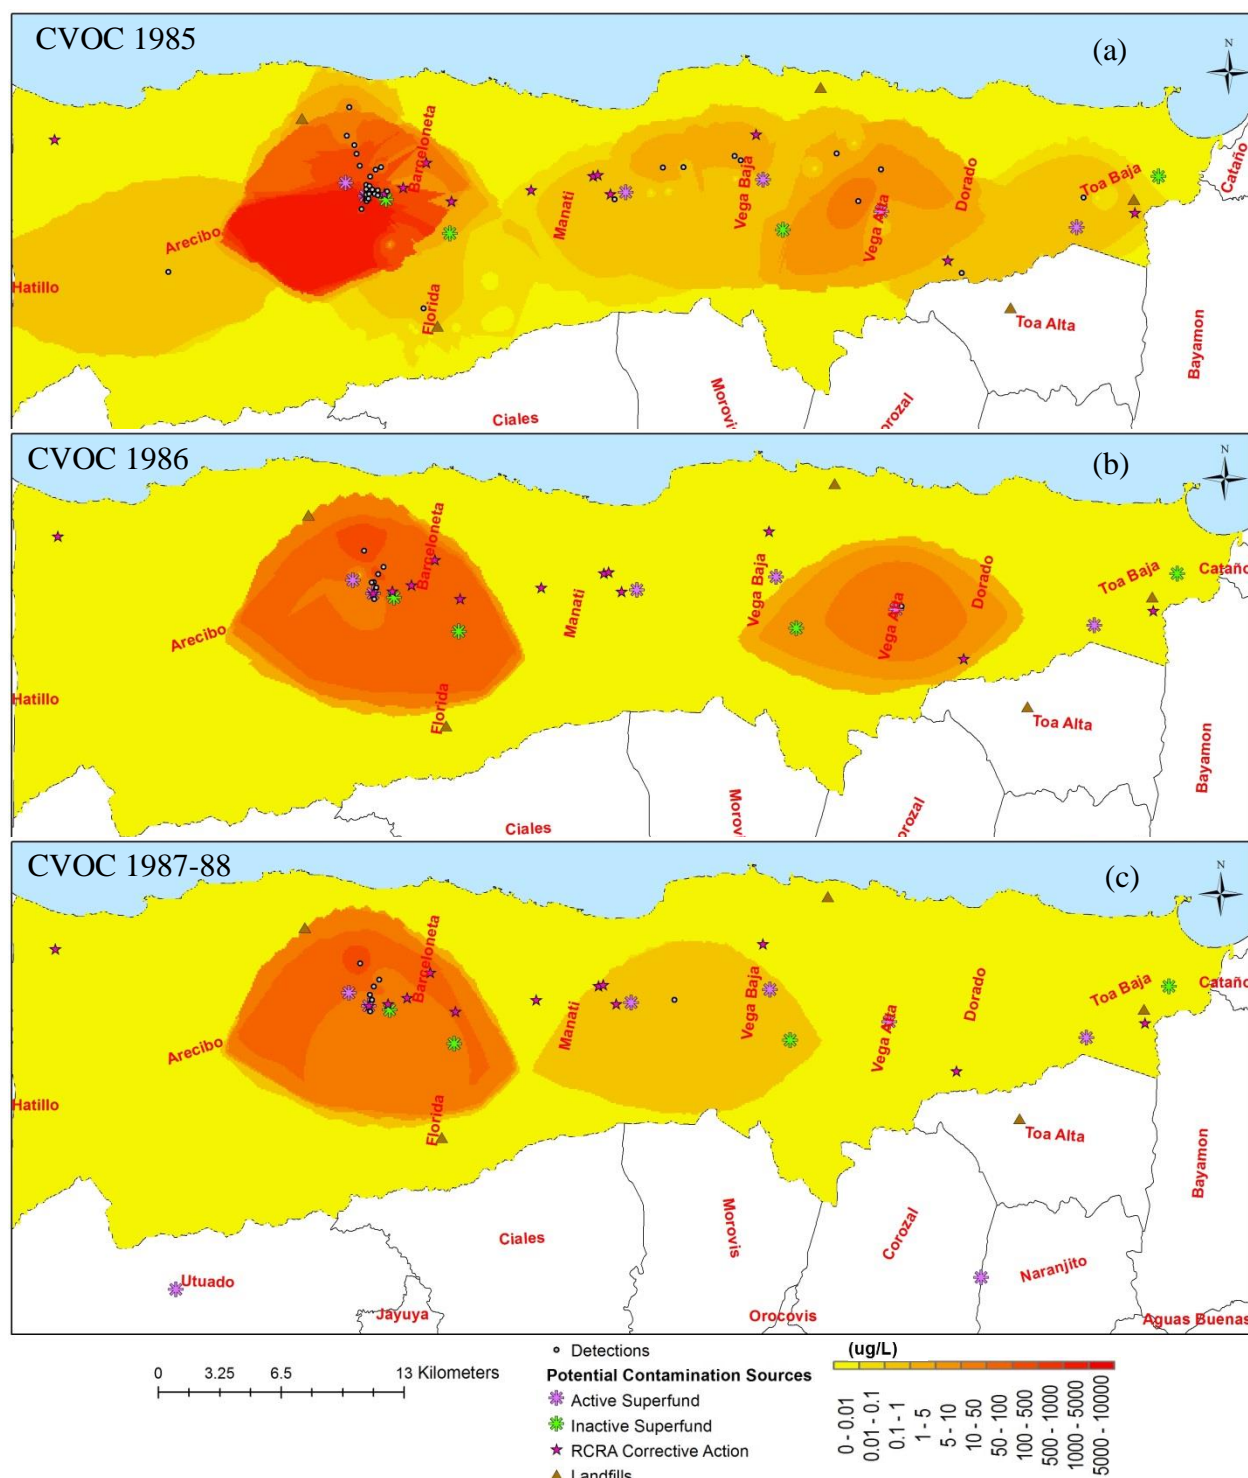 CVOC 1985
(a)
N
Barceloneta
Arecibo
Hatillo
Florida
Manati
Vega Baja
Vega Alta
Dorado
Toa Baja
Cataño
Toa Alta
Bayamon
Ciales
Morovis
orozal
CVOC 1986
(b)
N
Barceloneta
Arecibo
Hatillo
Florida
Manati
Vega Baja
Vega Alta
Dorado
Toa Baja
Cataño
Toa Alta
Bayamon
Ciales
Morovi
orozal
CVOC 1987-88
(c)
N
Barceloneta
Arecibo
Hatillo
Florida
Manati
Vega Baja
Vega Alta
Dorado
Toa Baja
Cataño
Toa Alta
Bayamon
Ciales
Morovis
Corozal
Naranjito
Utuado
Jayuya
Orocovis
Aguas Buenas
0 3.25 6.5 13 Kilometers
Detections
Potential Contamination Sources
Active Superfund
Inactive Superfund
RCRA Corrective Action
Landfills
(ug/L)
0 - 0.01
0.01 - 0.1
0.1 - 1
1 - 5
5 - 10
10 - 50
50 - 100
100 - 500
500 - 1000
1000 - 5000
5000 - 10000